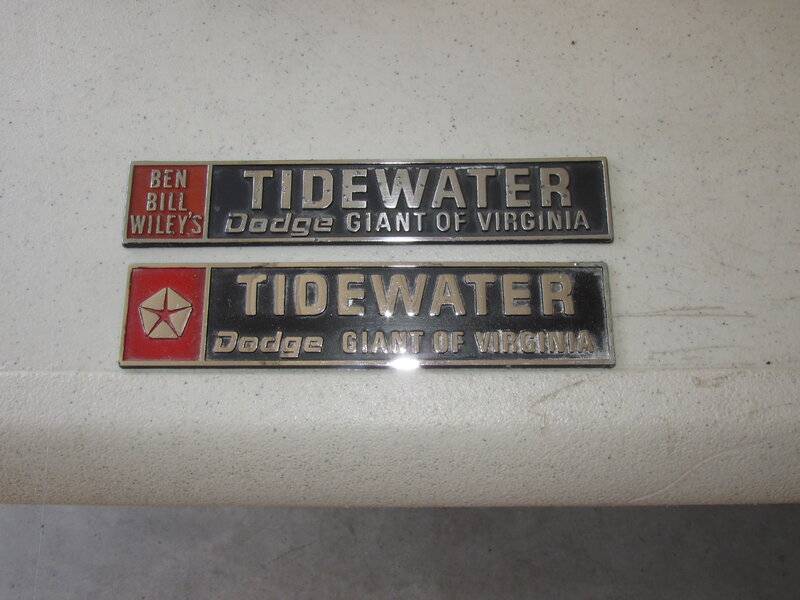 BEN
BILL
WILEY'S
TIDEWATER
Dodge GIANT OF VIRGINIA
TIDEWATER
Dodge GIANT OF VIRGINIA